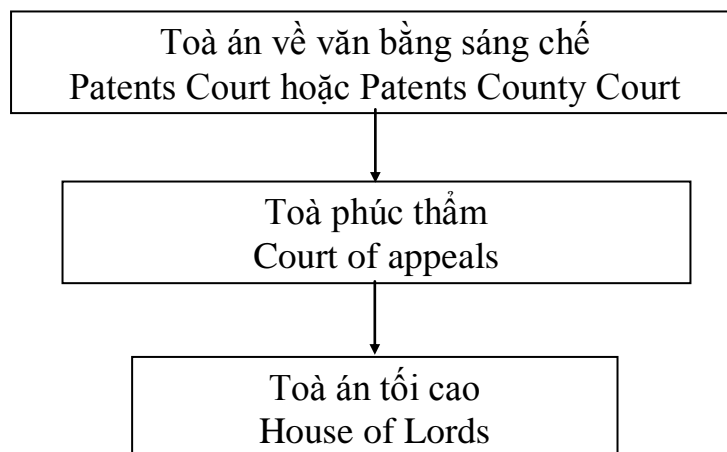 Toà án về văn bằng sáng chế
Patents Court hoặc Patents County Court
Toà phúc thẩm
Court of appeals
Toà án tối cao
House of Lords